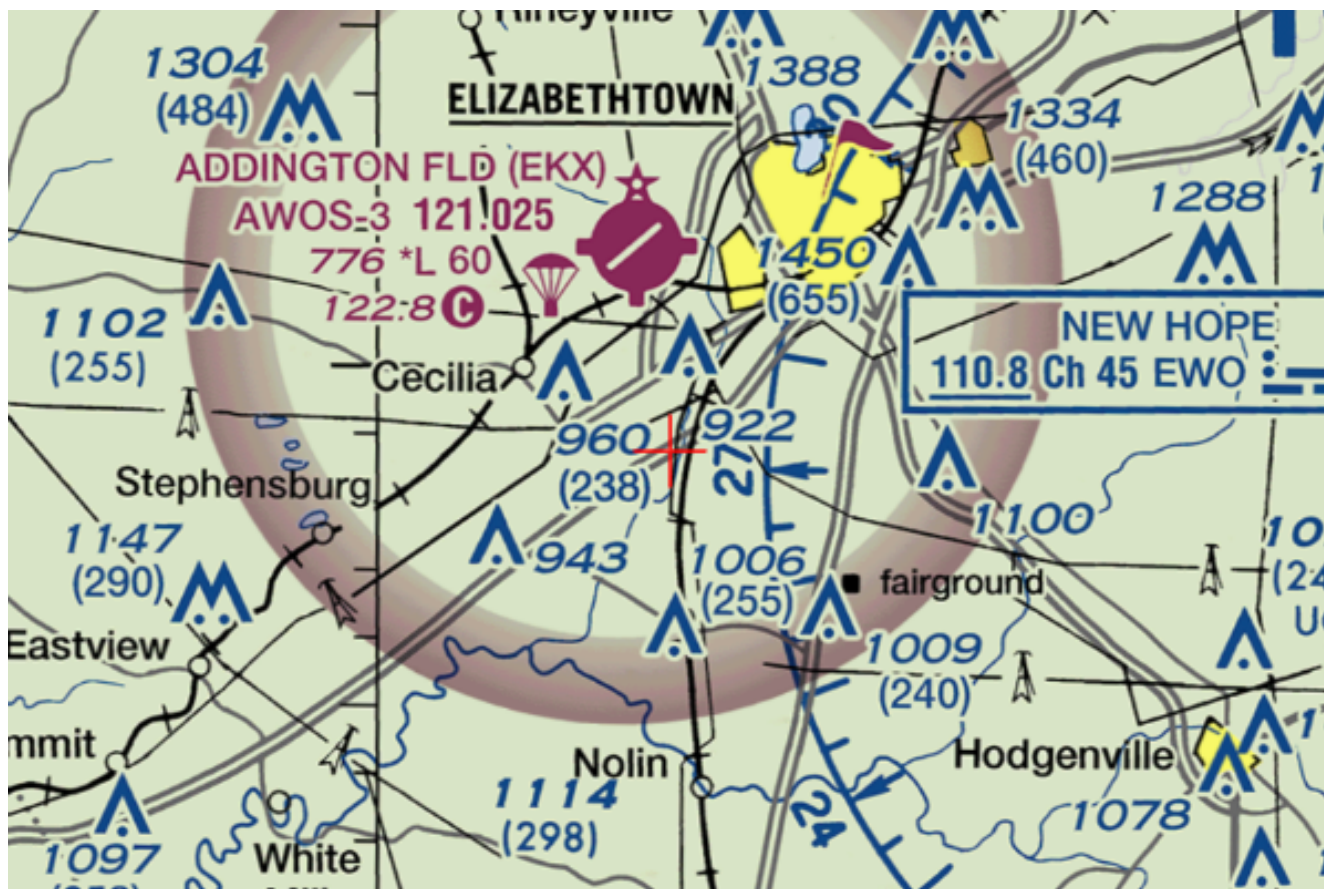 Rineyville
1304
(484)
ELIZABETHTOWN
1388
1334
(460)
ADDINGTON FLD (EKX)
AWOS-3 121.025
776 *L 60
122.8 C
1288
1450
(655)
1102
(255)
NEW HOPE
110.8 Ch 45 EWO
Cecilia
960
(238)
922
27
Stephensburg
943
1100
1147
(290)
1006
(255)
fairground
Eastview
1009
(240)
mmit
Nolin
Hodgenville
1114
(298)
24
1078
1097
White